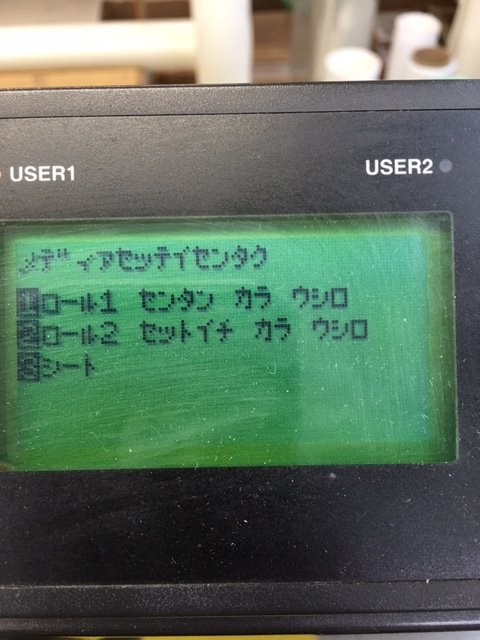 USER1
USER2
メディアセッテイセンタク
1ロール1 センタン カラ ウシロ
2ロール2 セットイチ カラ ウシロ
3シート